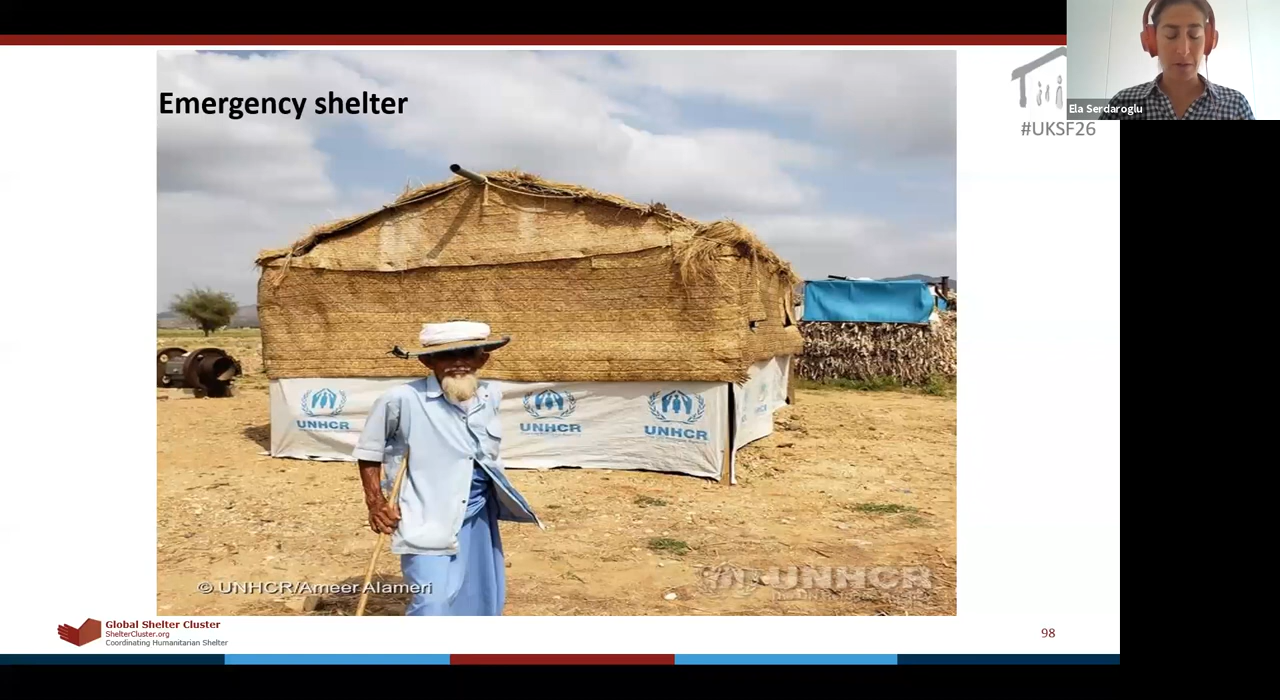 Emergency shelter
Ela Serdaroglu
#UKSF26
UNHCR
UNHCR
UNHCR
© UNHCR/Ameer Alameri
UNHCR
Global Shelter Cluster
ShelterCluster.org
Coordinating Humanitarian Shelter
98